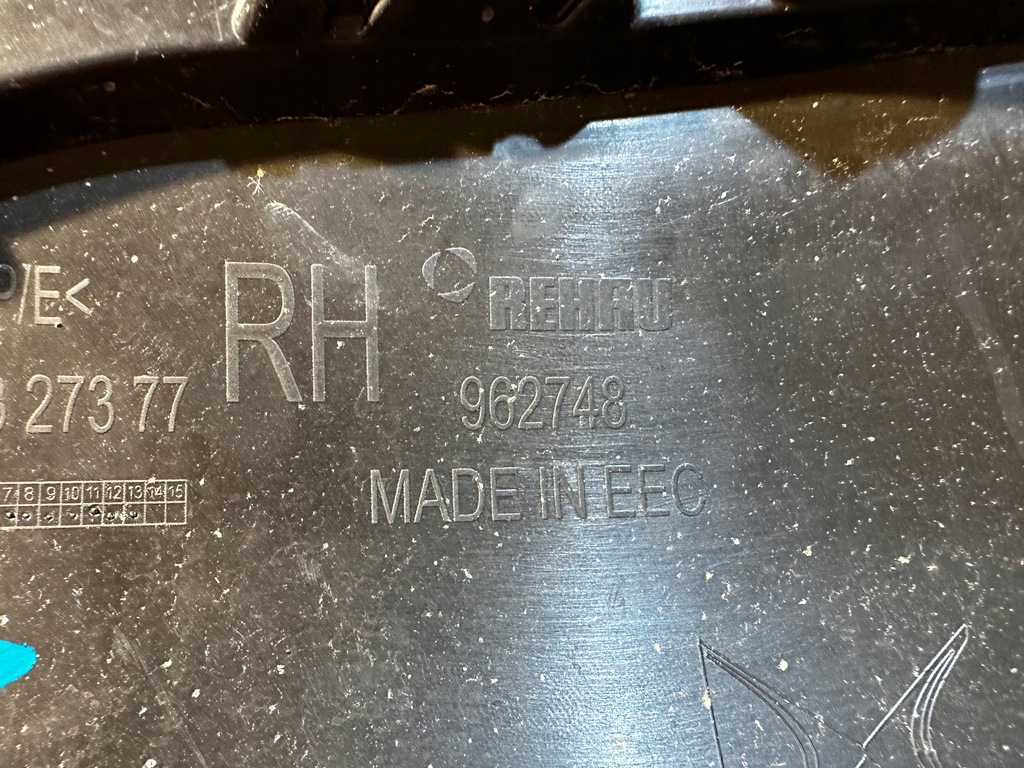 /E<
RH
REHAU
273 77
962748
7 8 9 10 11 12 13 14 15
MADE IN EEC